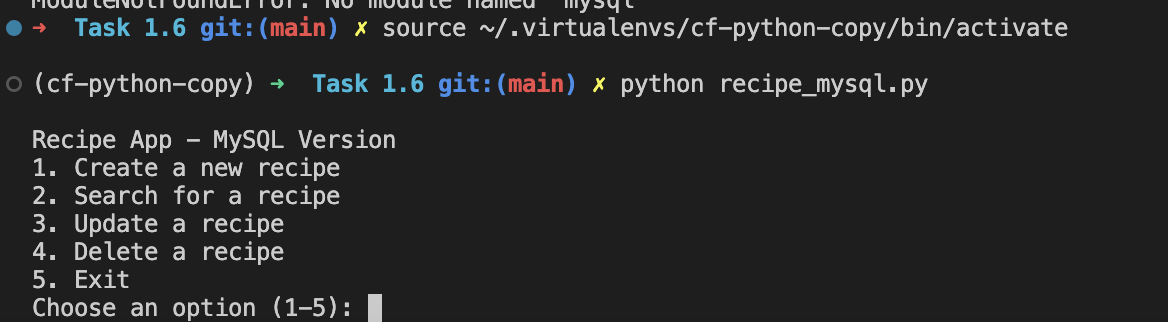 ModuleNotFoundError: No module named 'mysql'
→ Task 1.6 git:(main) ✗ source ~/.virtualenvs/cf-python-copy/bin/activate
(cf-python-copy) → Task 1.6 git:(main) ✗ python recipe_mysql.py
Recipe App - MySQL Version
1. Create a new recipe
2. Search for a recipe
3. Update a recipe
4. Delete a recipe
5. Exit
Choose an option (1-5):